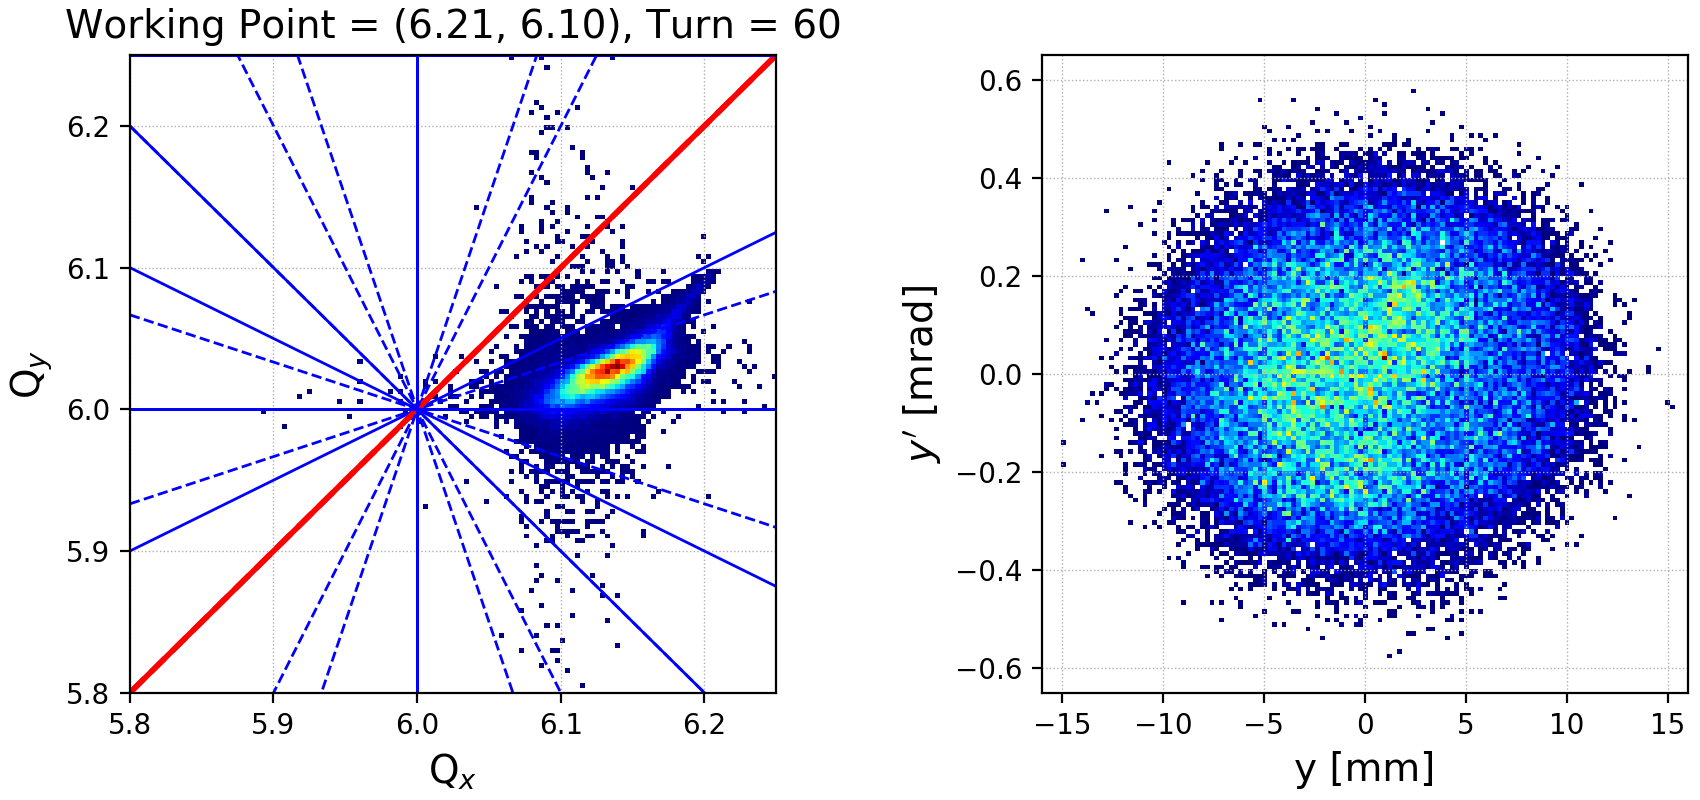 Working Point = (6.21, 6.10), Turn = 60
6.2
6.1
6.0
5.9
5.8
Q_y
5.8 5.9 6.0 6.1 6.2
Q_x
0.6
0.4
0.2
0.0
−0.2
−0.4
−0.6
y′ [mrad]
−15 −10 −5 0 5 10 15
y [mm]